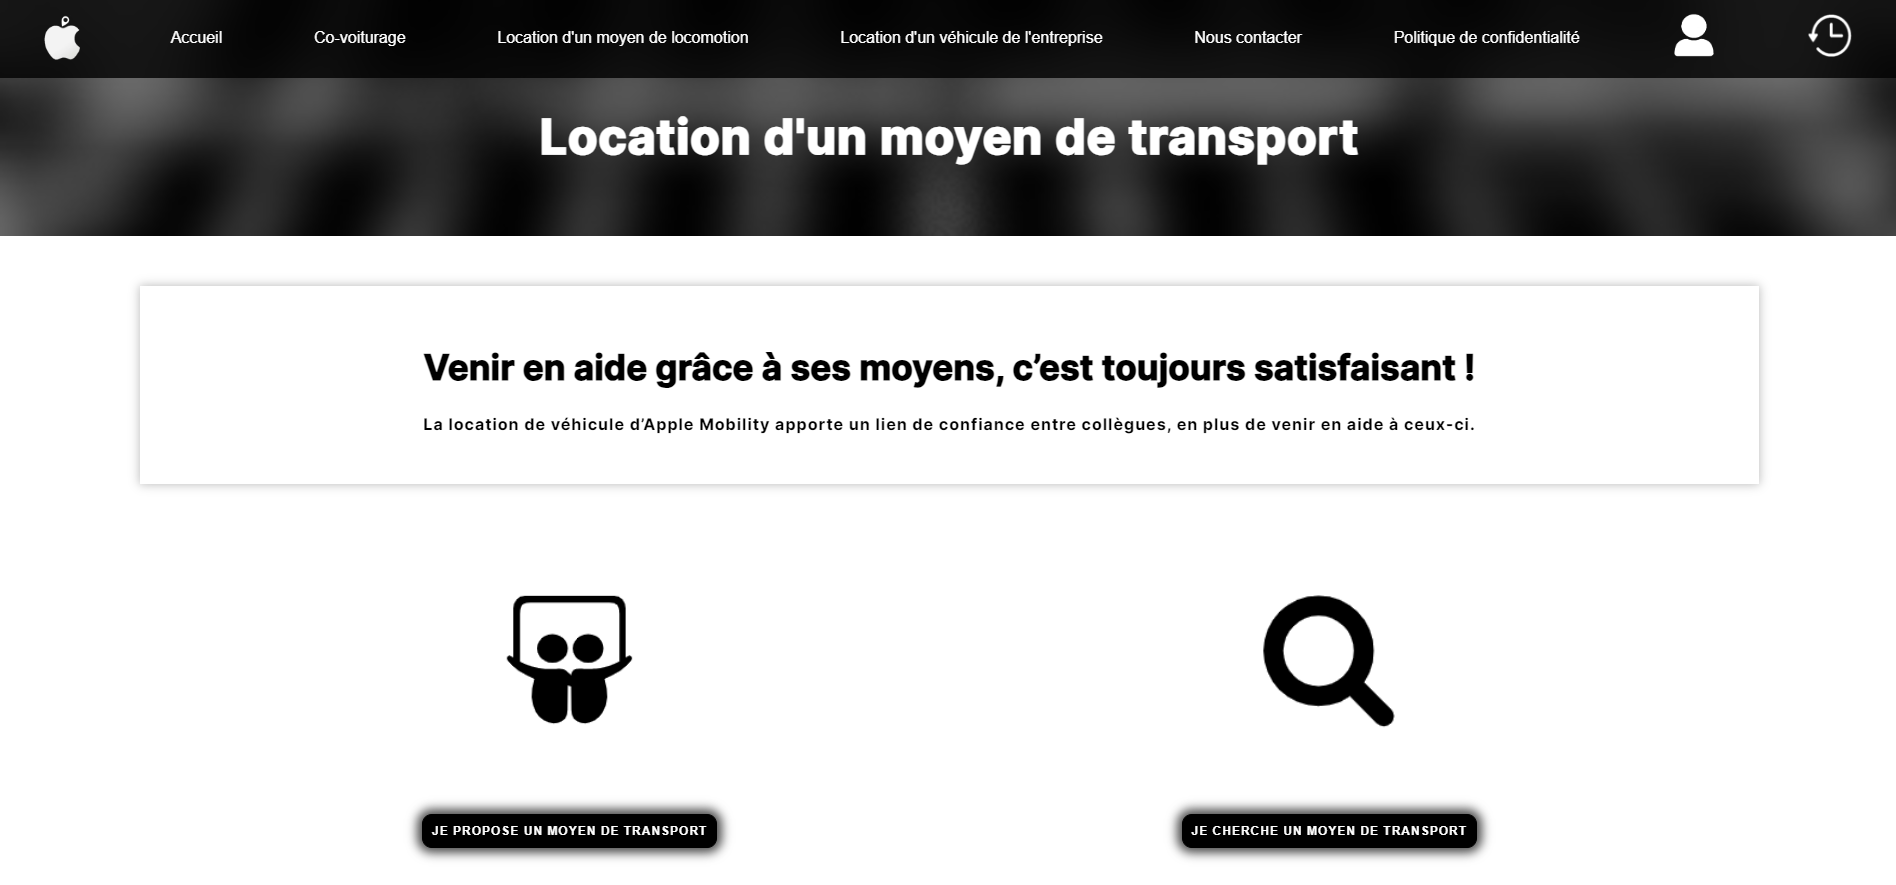 Accueil
Co-voiturage
Location d'un moyen de locomotion
Location d'un véhicule de l'entreprise
Nous contacter
Politique de confidentialité
Location d'un moyen de transport
Venir en aide grâce à ses moyens, c’est toujours satisfaisant !
La location de véhicule d’Apple Mobility apporte un lien de confiance entre collègues, en plus de venir en aide à ceux-ci.
JE PROPOSE UN MOYEN DE TRANSPORT
JE CHERCHE UN MOYEN DE TRANSPORT